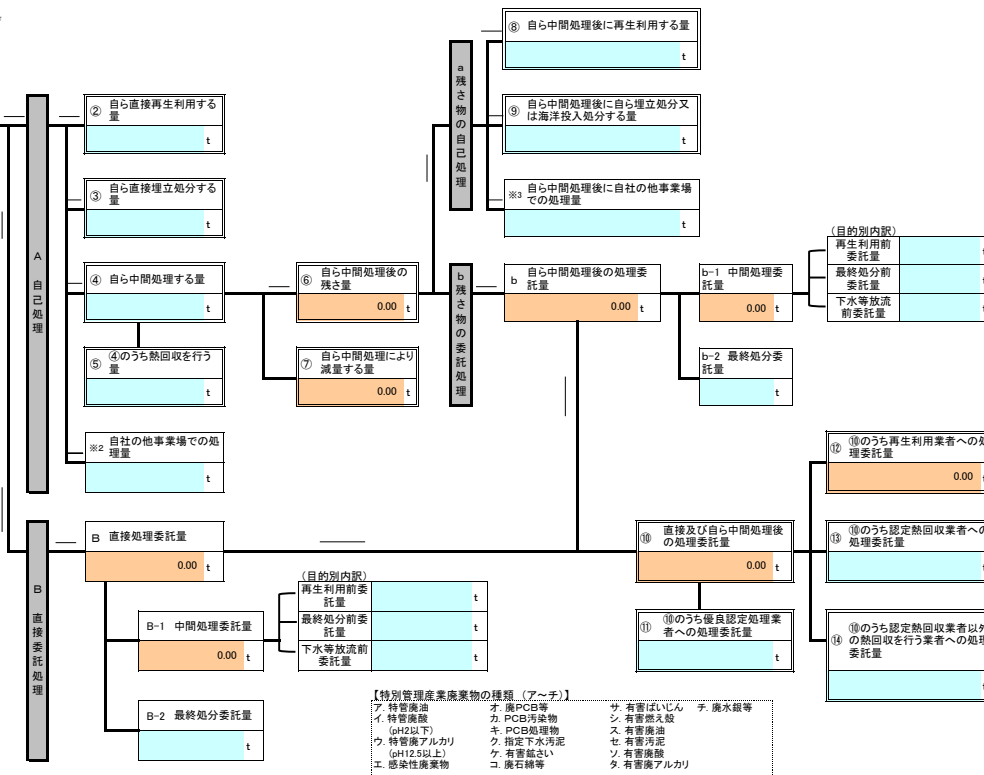 ⑧ 自ら中間処理後に再生利用する量
t
a 残さ物の自己処理
② 自ら直接再生利用する
量
t
⑨ 自ら中間処理後に自ら埋立処分又
は海洋投入処分する量
t
③ 自ら直接埋立処分する
量
t
※3 自ら中間処理後に自社の他事業場
での処理量
t
A 自己処理
④ 自ら中間処理する量
t
⑥ 自ら中間処理後の
残さ量
0.00 t
b 残さ物の委託処理
b 自ら中間処理後の処理委
託量
0.00 t
b-1 中間処理委
託量
0.00 t
(目的別内訳)
再生利用前
委託量
最終処分前
委託量
下水等放流
前委託量
⑤ ④のうち熱回収を行う
量
t
⑦ 自ら中間処理により
減量する量
0.00 t
b-2 最終処分委
託量
t
※2 自社の他事業場での処
理量
t
⑫ ⑩のうち再生利用業者への処
理委託量
0.00
B 直接委託処理
B 直接処理委託量
0.00 t
⑩ 直接及び自ら中間処理後
の処理委託量
0.00 t
⑬ ⑩のうち認定熱回収業者への
処理委託量
(目的別内訳)
再生利用前委
託量
t
最終処分前委
託量
t
下水等放流前
委託量
t
B-1 中間処理委託量
0.00 t
⑪ ⑩のうち優良認定処理業
者への処理委託量
t
⑭ ⑩のうち認定熱回収業者以外
の熱回収を行う業者への処理
委託量
B-2 最終処分委託量
t
【特別管理産業廃棄物の種類 (ア～チ)】
ア. 特管廃油 オ. 廃PCB等 サ. 有害ばいじん チ. 廃水銀等
イ. 特管廃酸 カ. PCB汚染物 シ. 有害燃え殻
(pH2以下) キ. PCB処理物 ス. 有害廃油
ウ. 特管廃アルカリ ク. 指定下水汚泥 セ. 有害汚泥
(pH12.5以上) ケ. 有害鉱さい ソ. 有害廃酸
エ. 感染性廃棄物 コ. 廃石綿等 タ. 有害廃アルカリ